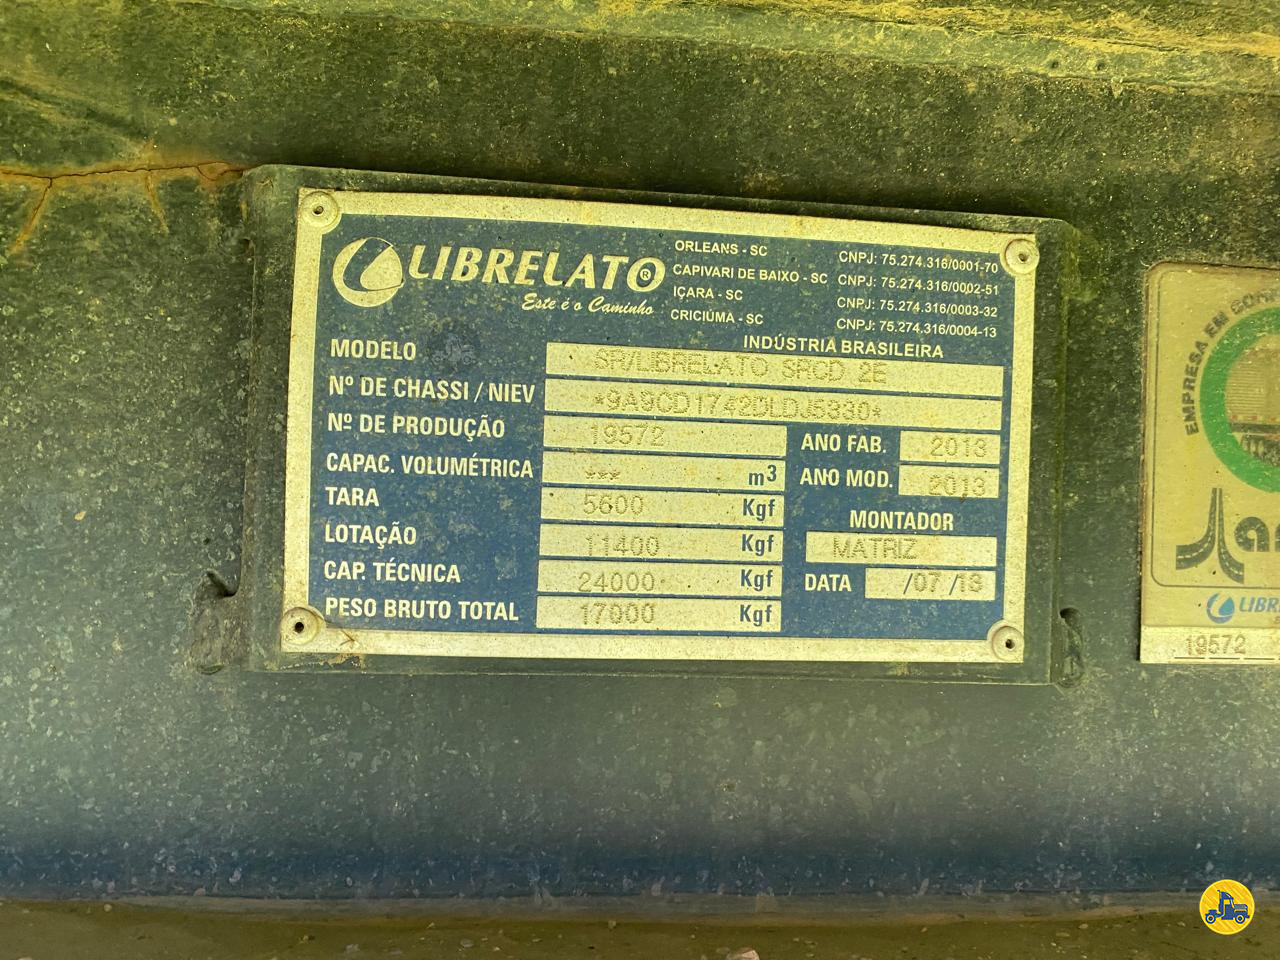 LIBRELATO®
Este é o Caminho
ORLEANS - SC CNPJ: 75.274.316/0001-70
CAPIVARI DE BAIXO - SC CNPJ: 75.274.316/0002-51
IÇARA - SC CNPJ: 75.274.316/0003-32
CRICIÚMA - SC CNPJ: 75.274.316/0004-13
INDÚSTRIA BRASILEIRA
MODELO SR/LIBRELATO SRCD 2E
Nº DE CHASSI / NIEV *9A9CD1742DLDJ5330*
Nº DE PRODUÇÃO 19572 ANO FAB. 2013
CAPAC. VOLUMÉTRICA *** m³ ANO MOD. 2013
TARA 5600 Kgf MONTADOR
LOTAÇÃO 11400 Kgf MATRIZ
CAP. TÉCNICA 24000 Kgf DATA /07 /13
PESO BRUTO TOTAL 17000 Kgf
EMPRESA EM
19572